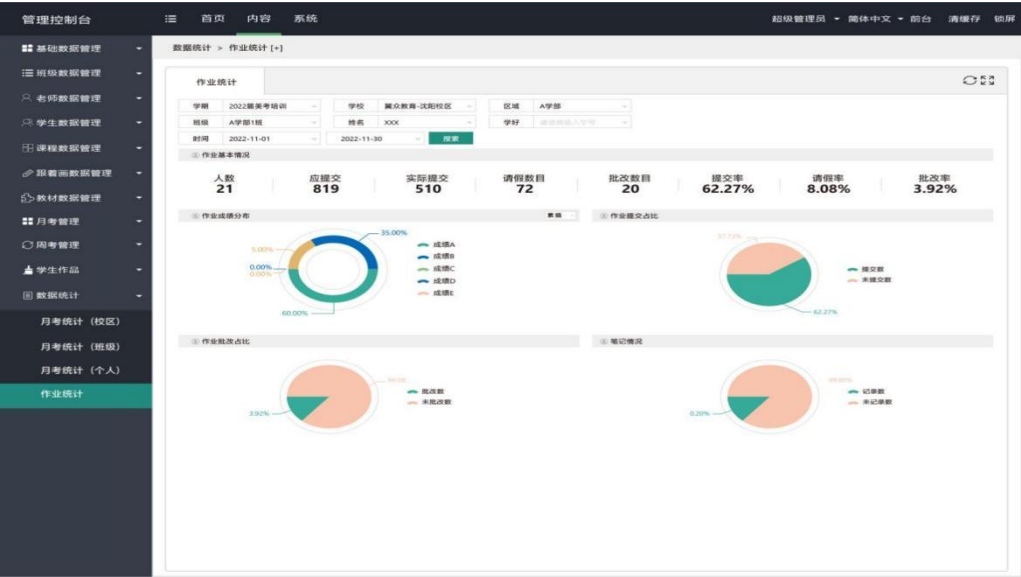 管理控制台 首页 内容 系统 超级管理员 简体中文 前台 清缓存 锁屏
基础数据管理
班级数据管理
老师数据管理
学生数据管理
课程数据管理
跟着画数据管理
教材数据管理
月考管理
周考管理
学生作品
数据统计
月考统计（校区）
月考统计（班级）
月考统计（个人）
作业统计
数据统计 > 作业统计 [+]
作业统计
学期 2022届美考培训 学校 翼众教育-沈阳校区 区域 A学部
班级 A学部1班 姓名 XXX 学好
时间 2022-11-01 2022-11-30 搜索
作业基本情况
人数 应提交 实际提交 请假数目 批改数目 提交率 请假率 批改率
21 819 510 72 20 62.27% 8.08% 3.92%
作业成绩分布
35.00%
5.00%
0.00%
0.00%
60.00%
成绩A
成绩B
成绩C
成绩D
成绩E
作业提交占比
37.73%
62.27%
提交数
未提交数
作业批改占比
3.92%
批改数
未批改数
笔记情况
0.20%
记录数
未记录数